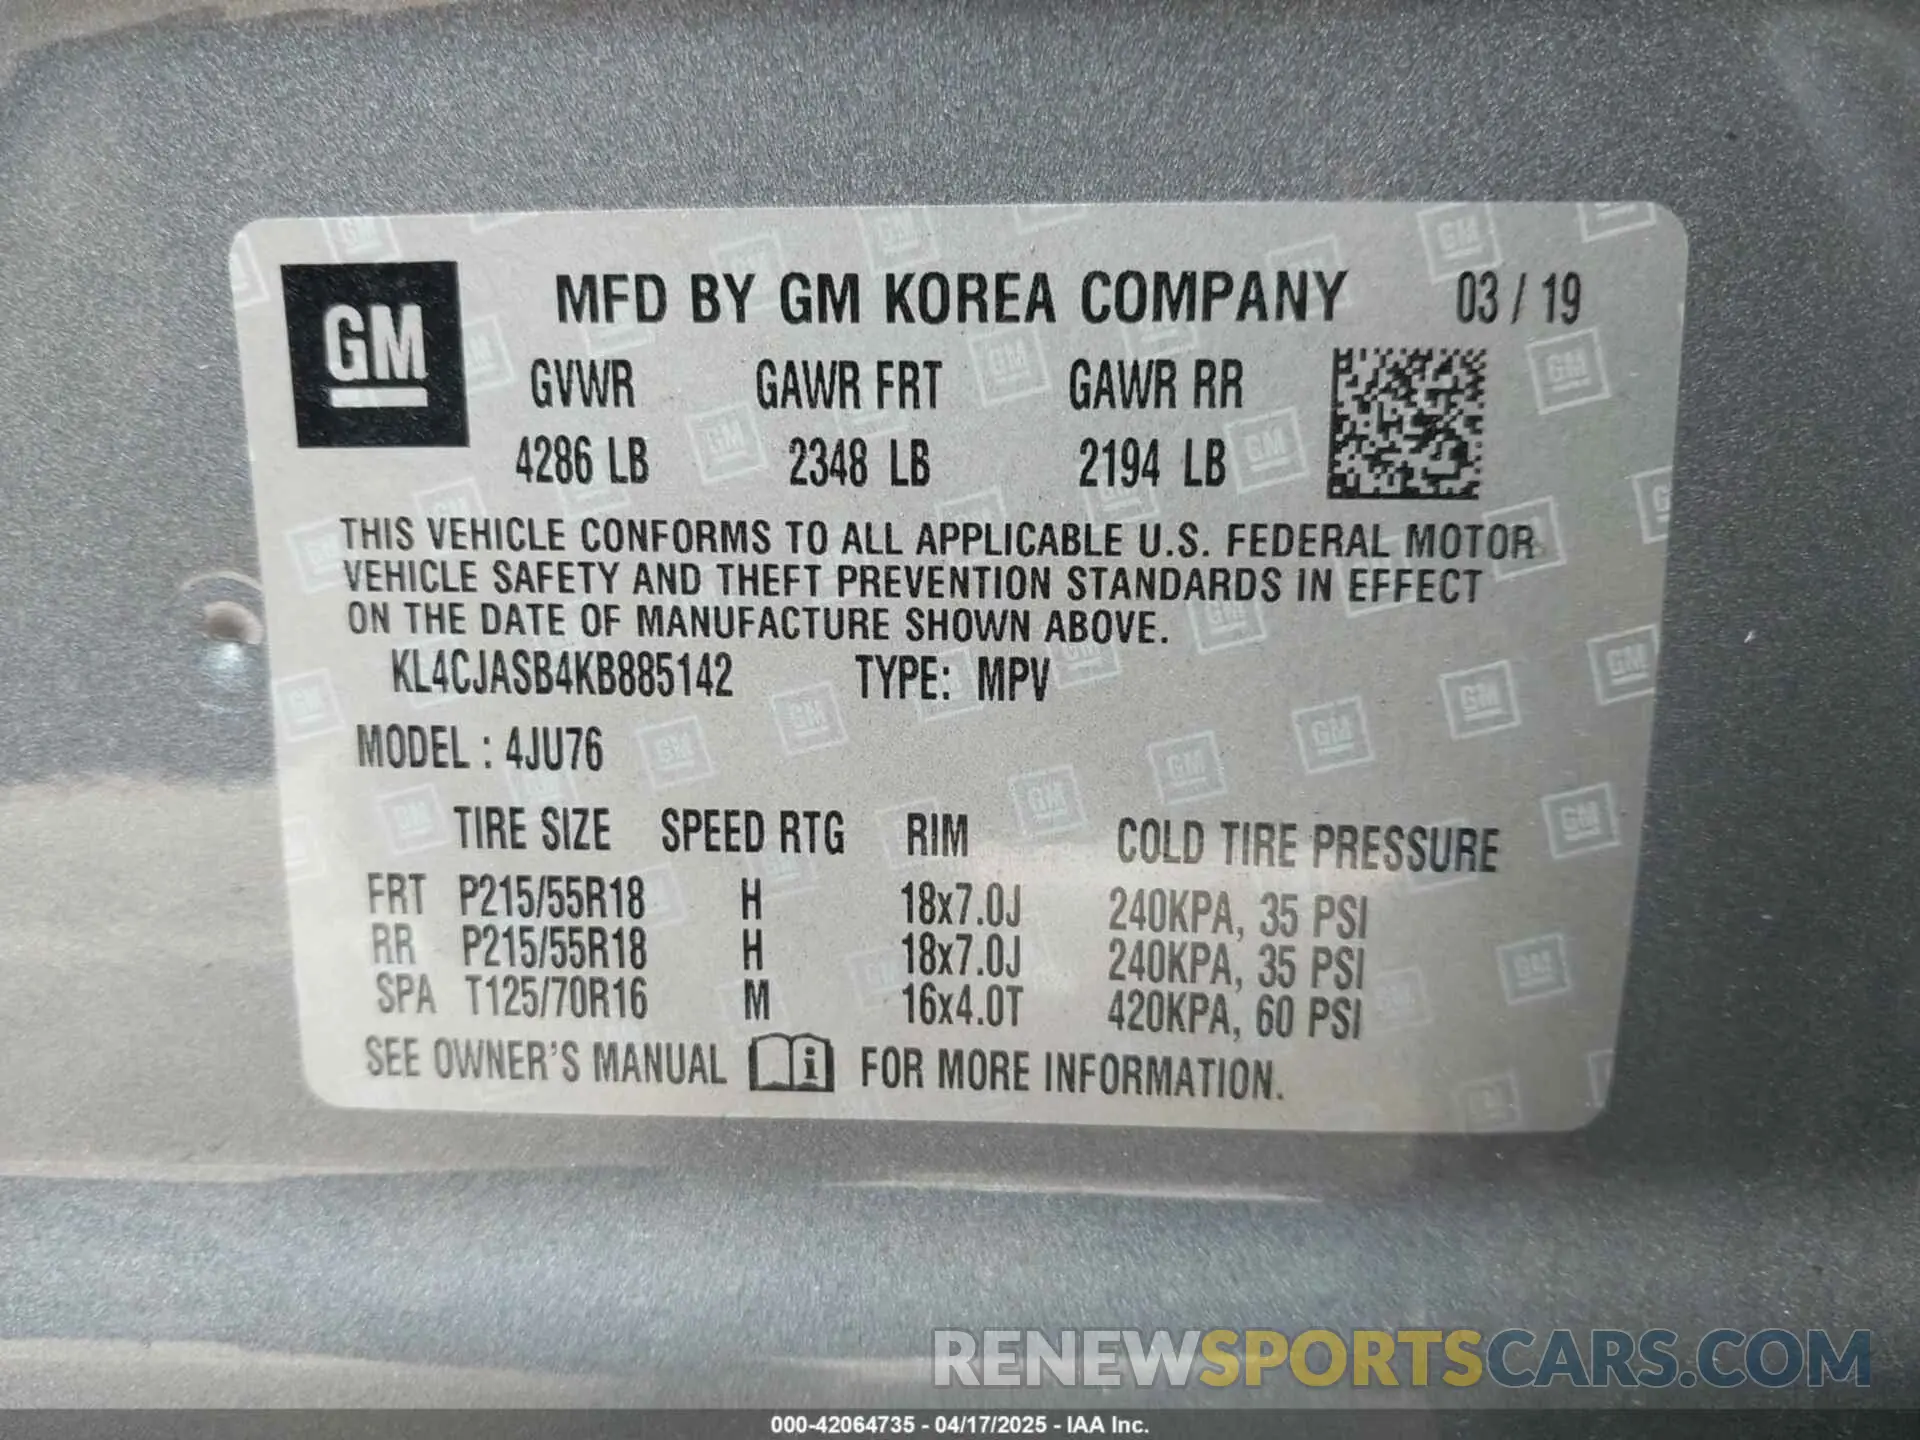 GM
MFD BY GM KOREA COMPANY 03 / 19
GVWR GAWR FRT GAWR RR
4286 LB 2348 LB 2194 LB
THIS VEHICLE CONFORMS TO ALL APPLICABLE U.S. FEDERAL MOTOR
VEHICLE SAFETY AND THEFT PREVENTION STANDARDS IN EFFECT
ON THE DATE OF MANUFACTURE SHOWN ABOVE.
KL4CJASB4KB885142 TYPE: MPV
MODEL : 4JU76
TIRE SIZE SPEED RTG RIM COLD TIRE PRESSURE
FRT P215/55R18 H 18x7.0J 240KPA, 35 PSI
RR P215/55R18 H 18x7.0J 240KPA, 35 PSI
SPA T125/70R16 M 16x4.0T 420KPA, 60 PSI
SEE OWNER'S MANUAL i FOR MORE INFORMATION.
RENEWSPORTSCARS.COM
000-42064735 - 04/17/2025 - IAA Inc.